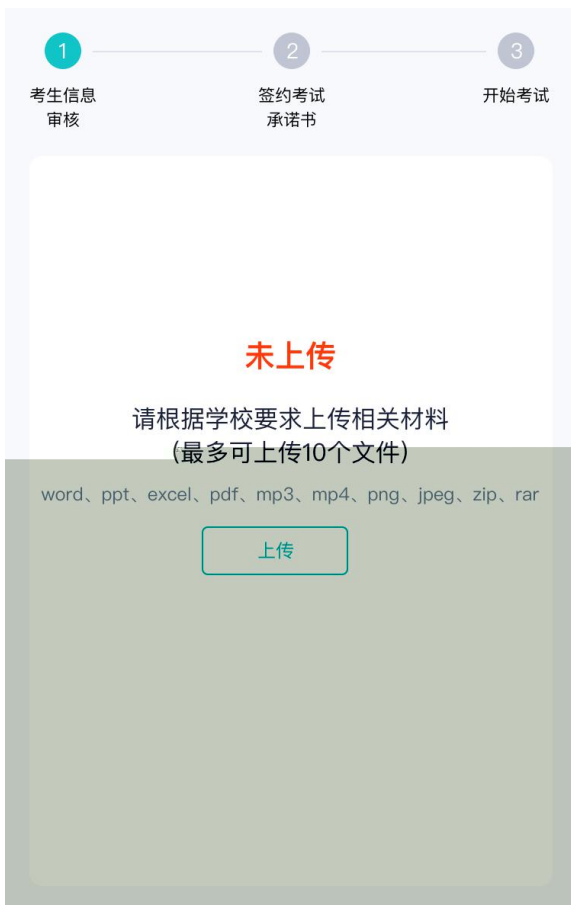 1
2
3
考生信息
审核
签约考试
承诺书
开始考试
未上传
请根据学校要求上传相关材料
(最多可上传10个文件)
word、ppt、excel、pdf、mp3、mp4、png、jpeg、zip、rar
上传